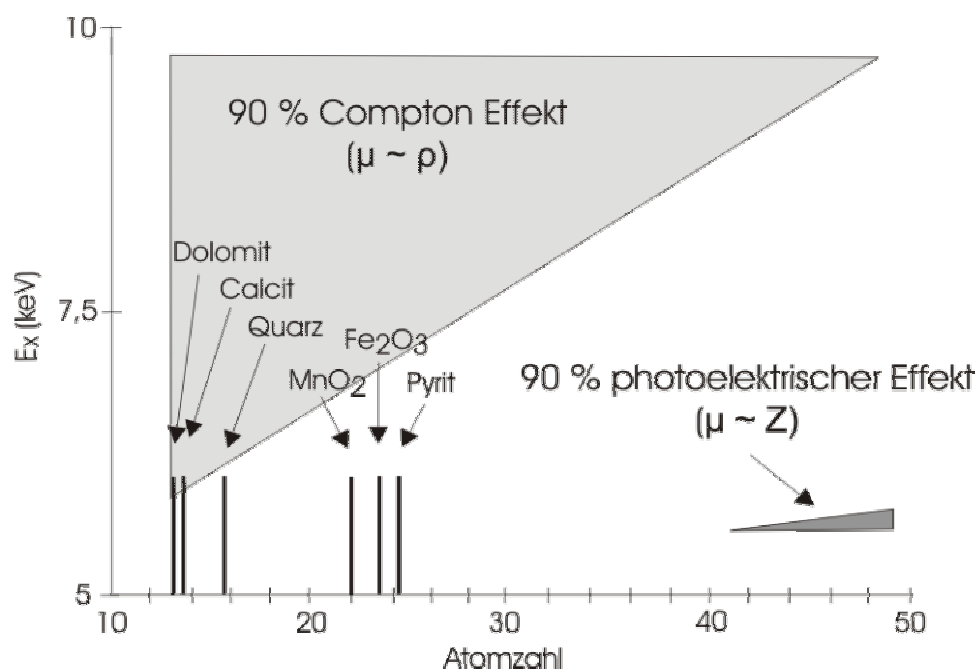 10
90 % Compton Effekt
(μ ~ ρ)
Dolomit
Calcit
Quarz
7,5
Ex (keV)
Fe2O3
MnO2
Pyrit
90 % photoelektrischer Effekt
(μ ~ Z)
5
10 20 30 40 50
Atomzahl